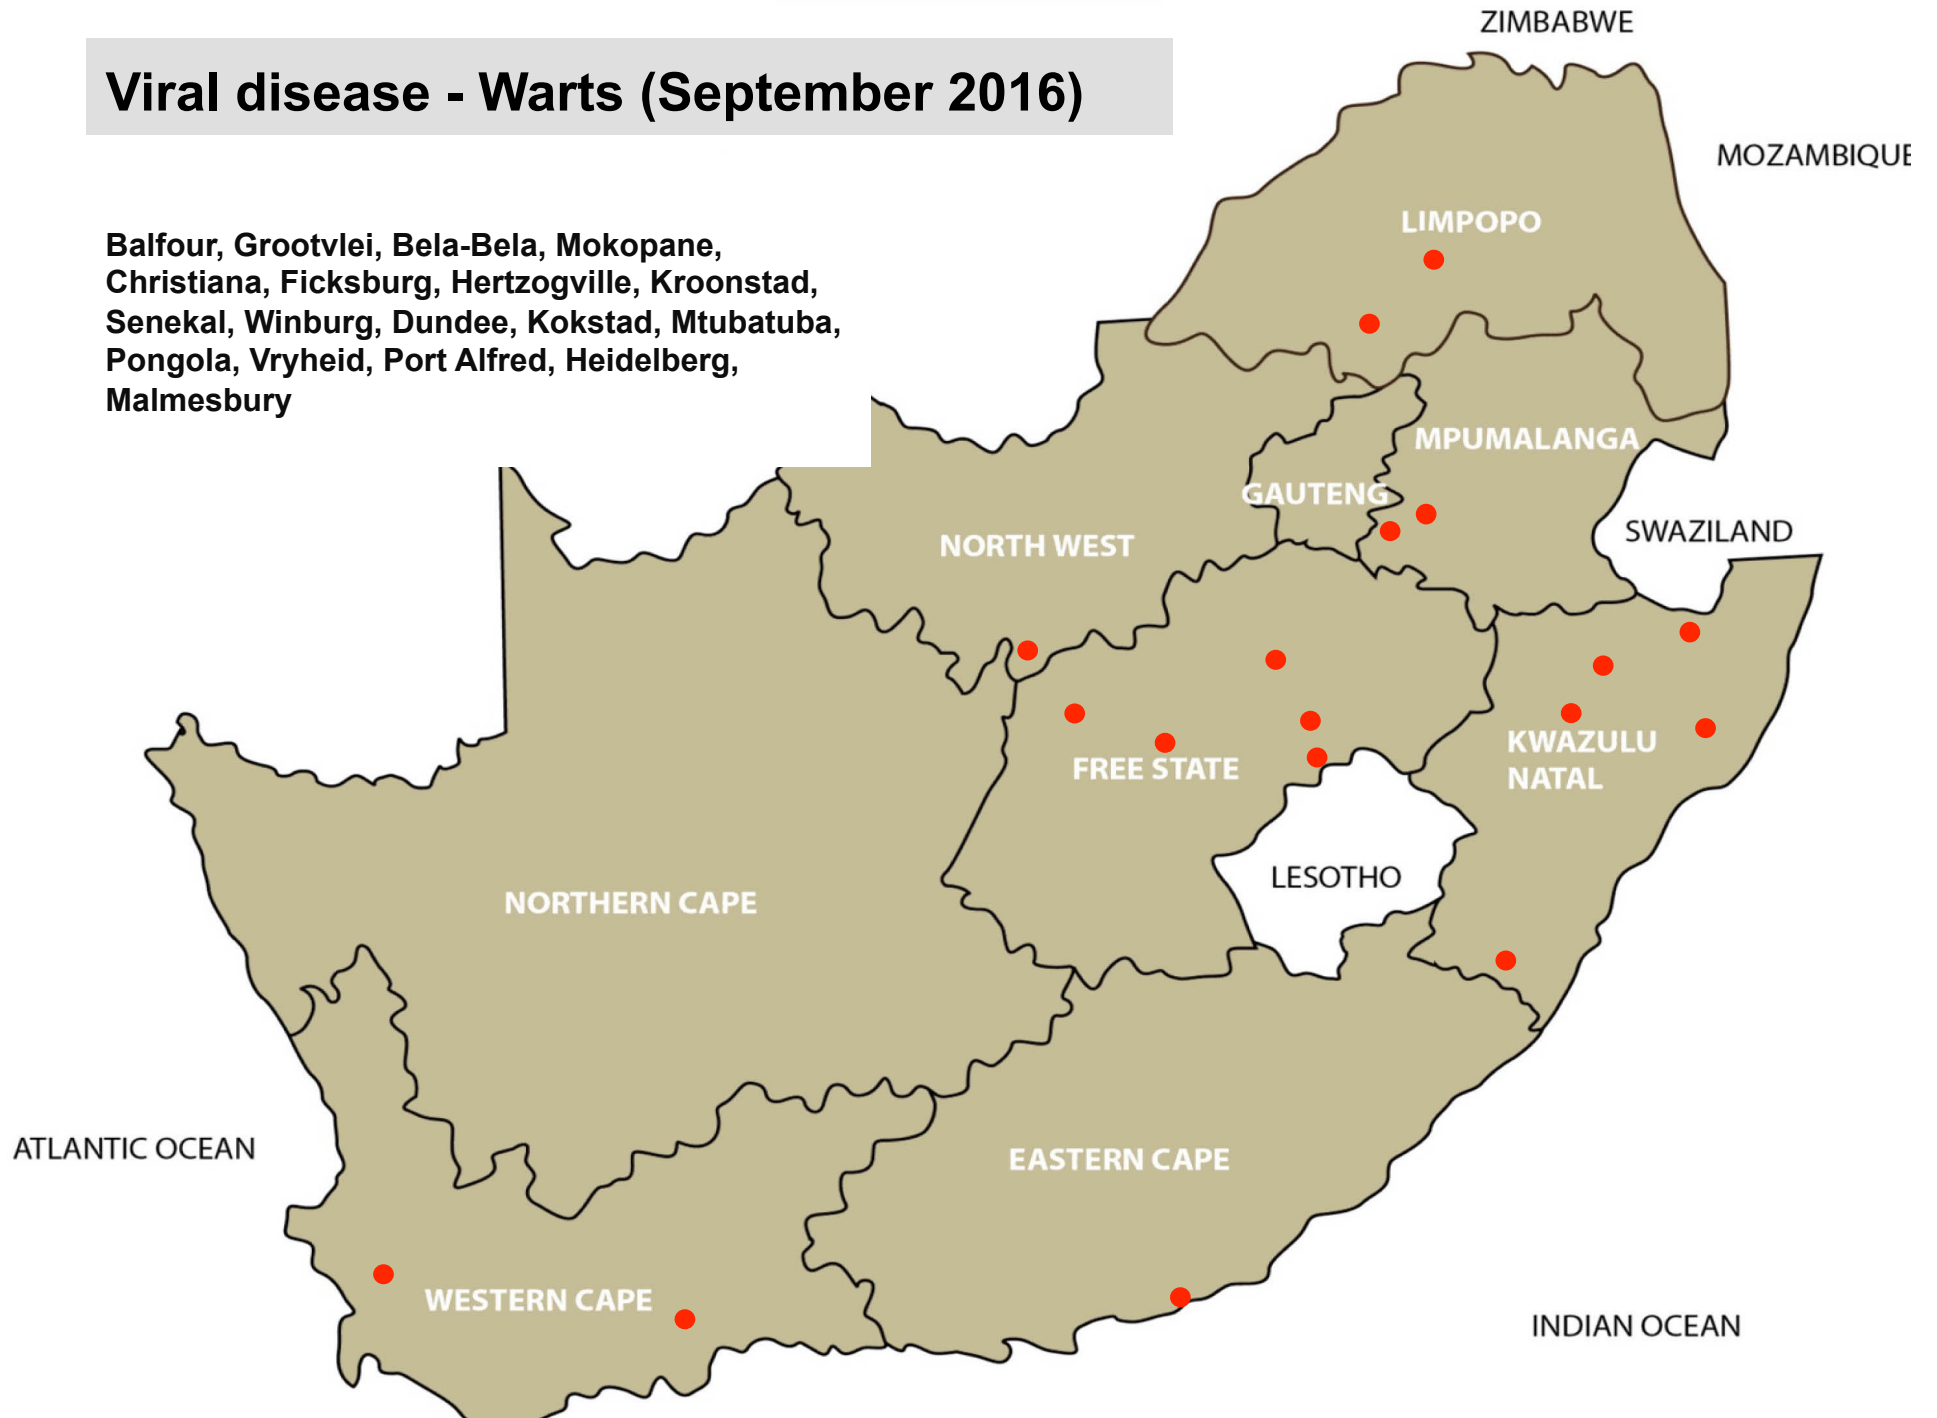 ZIMBABWE
Viral disease - Warts (September 2016)
MOZAMBIQUE
Balfour, Grootvlei, Bela-Bela, Mokopane,
Christiana, Ficksburg, Hertzogville, Kroonstad,
Senekal, Winburg, Dundee, Kokstad, Mtubatuba,
Pongola, Vryheid, Port Alfred, Heidelberg,
Malmesbury
LIMPOPO
MPUMALANGA
GAUTENG
SWAZILAND
NORTH WEST
KWAZULU
NATAL
FREE STATE
LESOTHO
NORTHERN CAPE
ATLANTIC OCEAN
EASTERN CAPE
WESTERN CAPE
INDIAN OCEAN